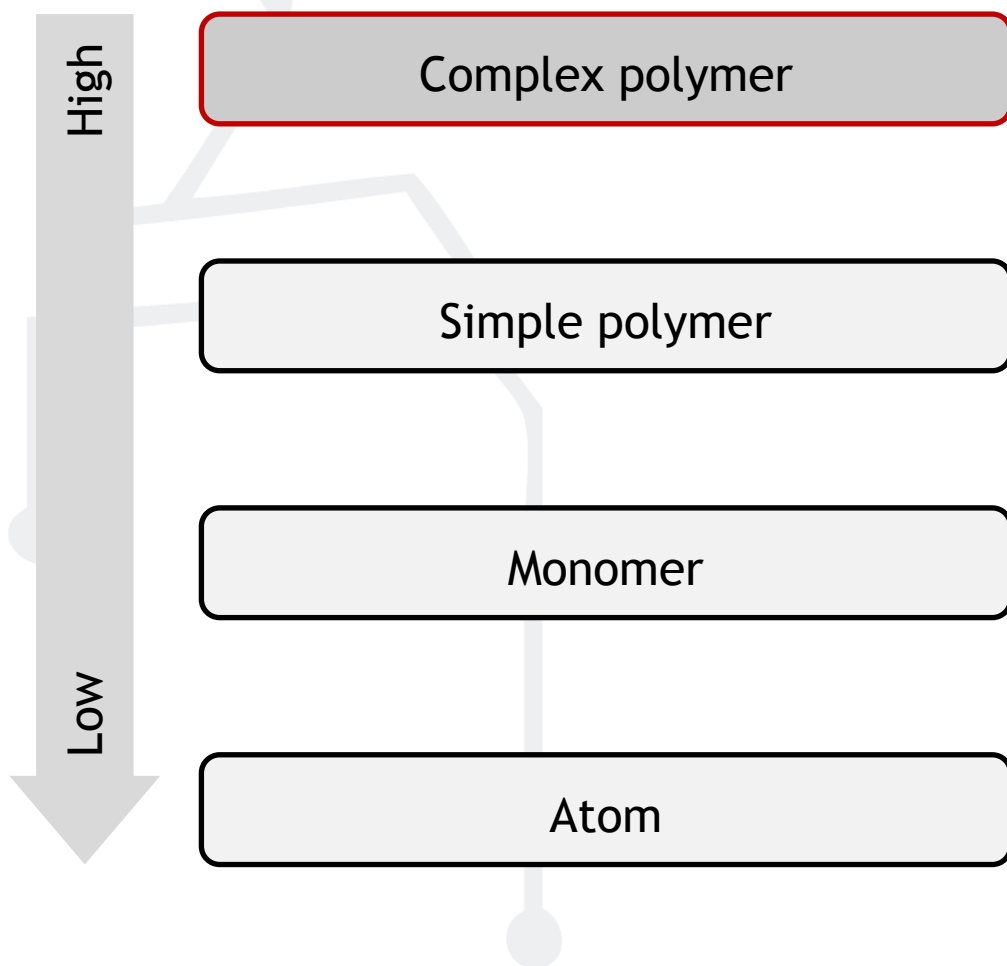 High
Complex polymer
Simple polymer
Monomer
Low
Atom